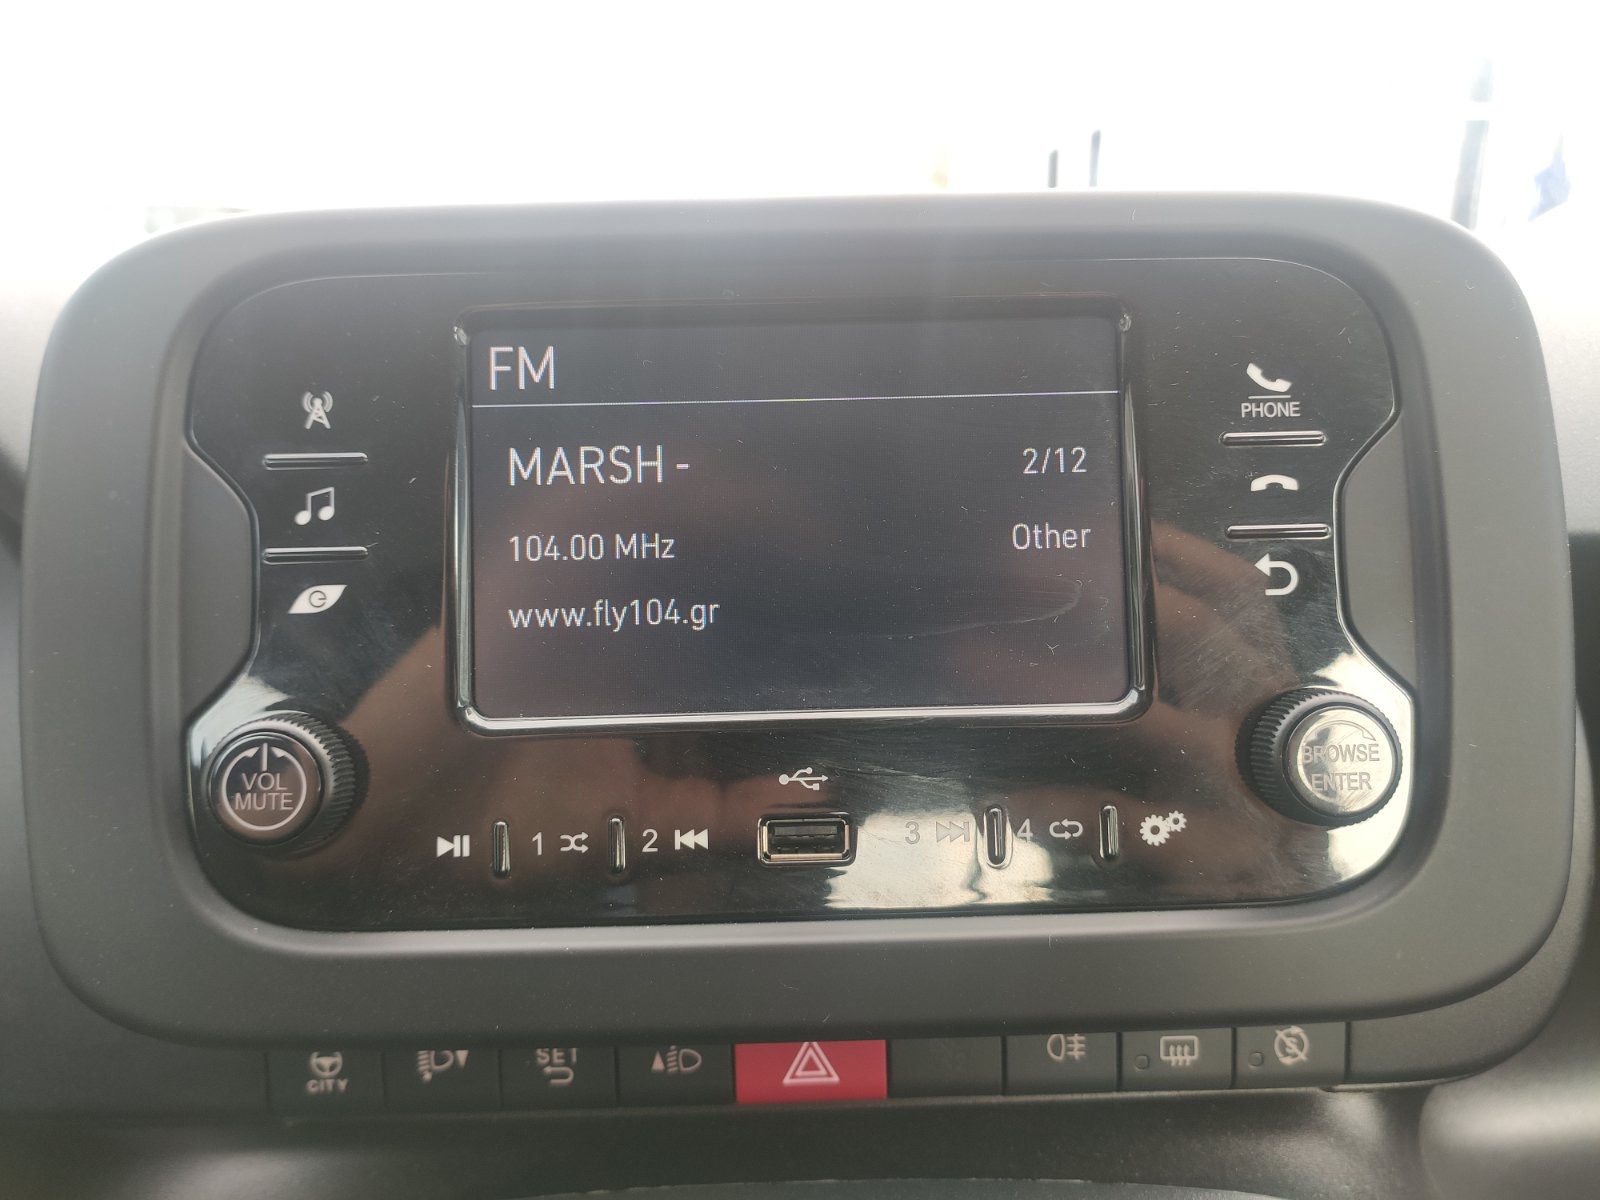 FM
MARSH - 2/12
104.00 MHz Other
www.fly104.gr
PHONE
VOL
MUTE
BROWSE
ENTER
1 2 3 4
CITY
SET